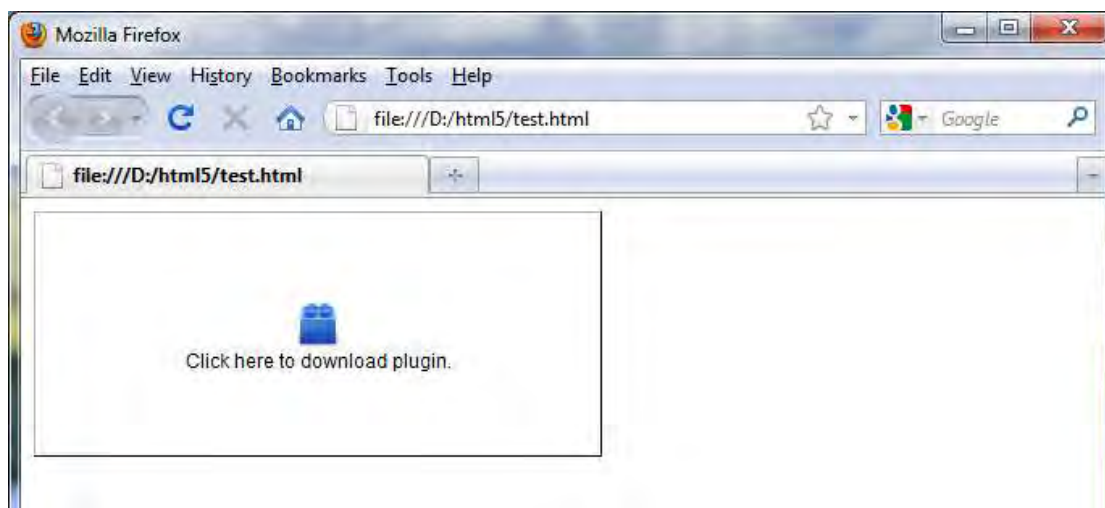 Mozilla Firefox
File Edit View History Bookmarks Tools Help
file:///D:/html5/test.html Google
file:///D:/html5/test.html
Click here to download plugin.